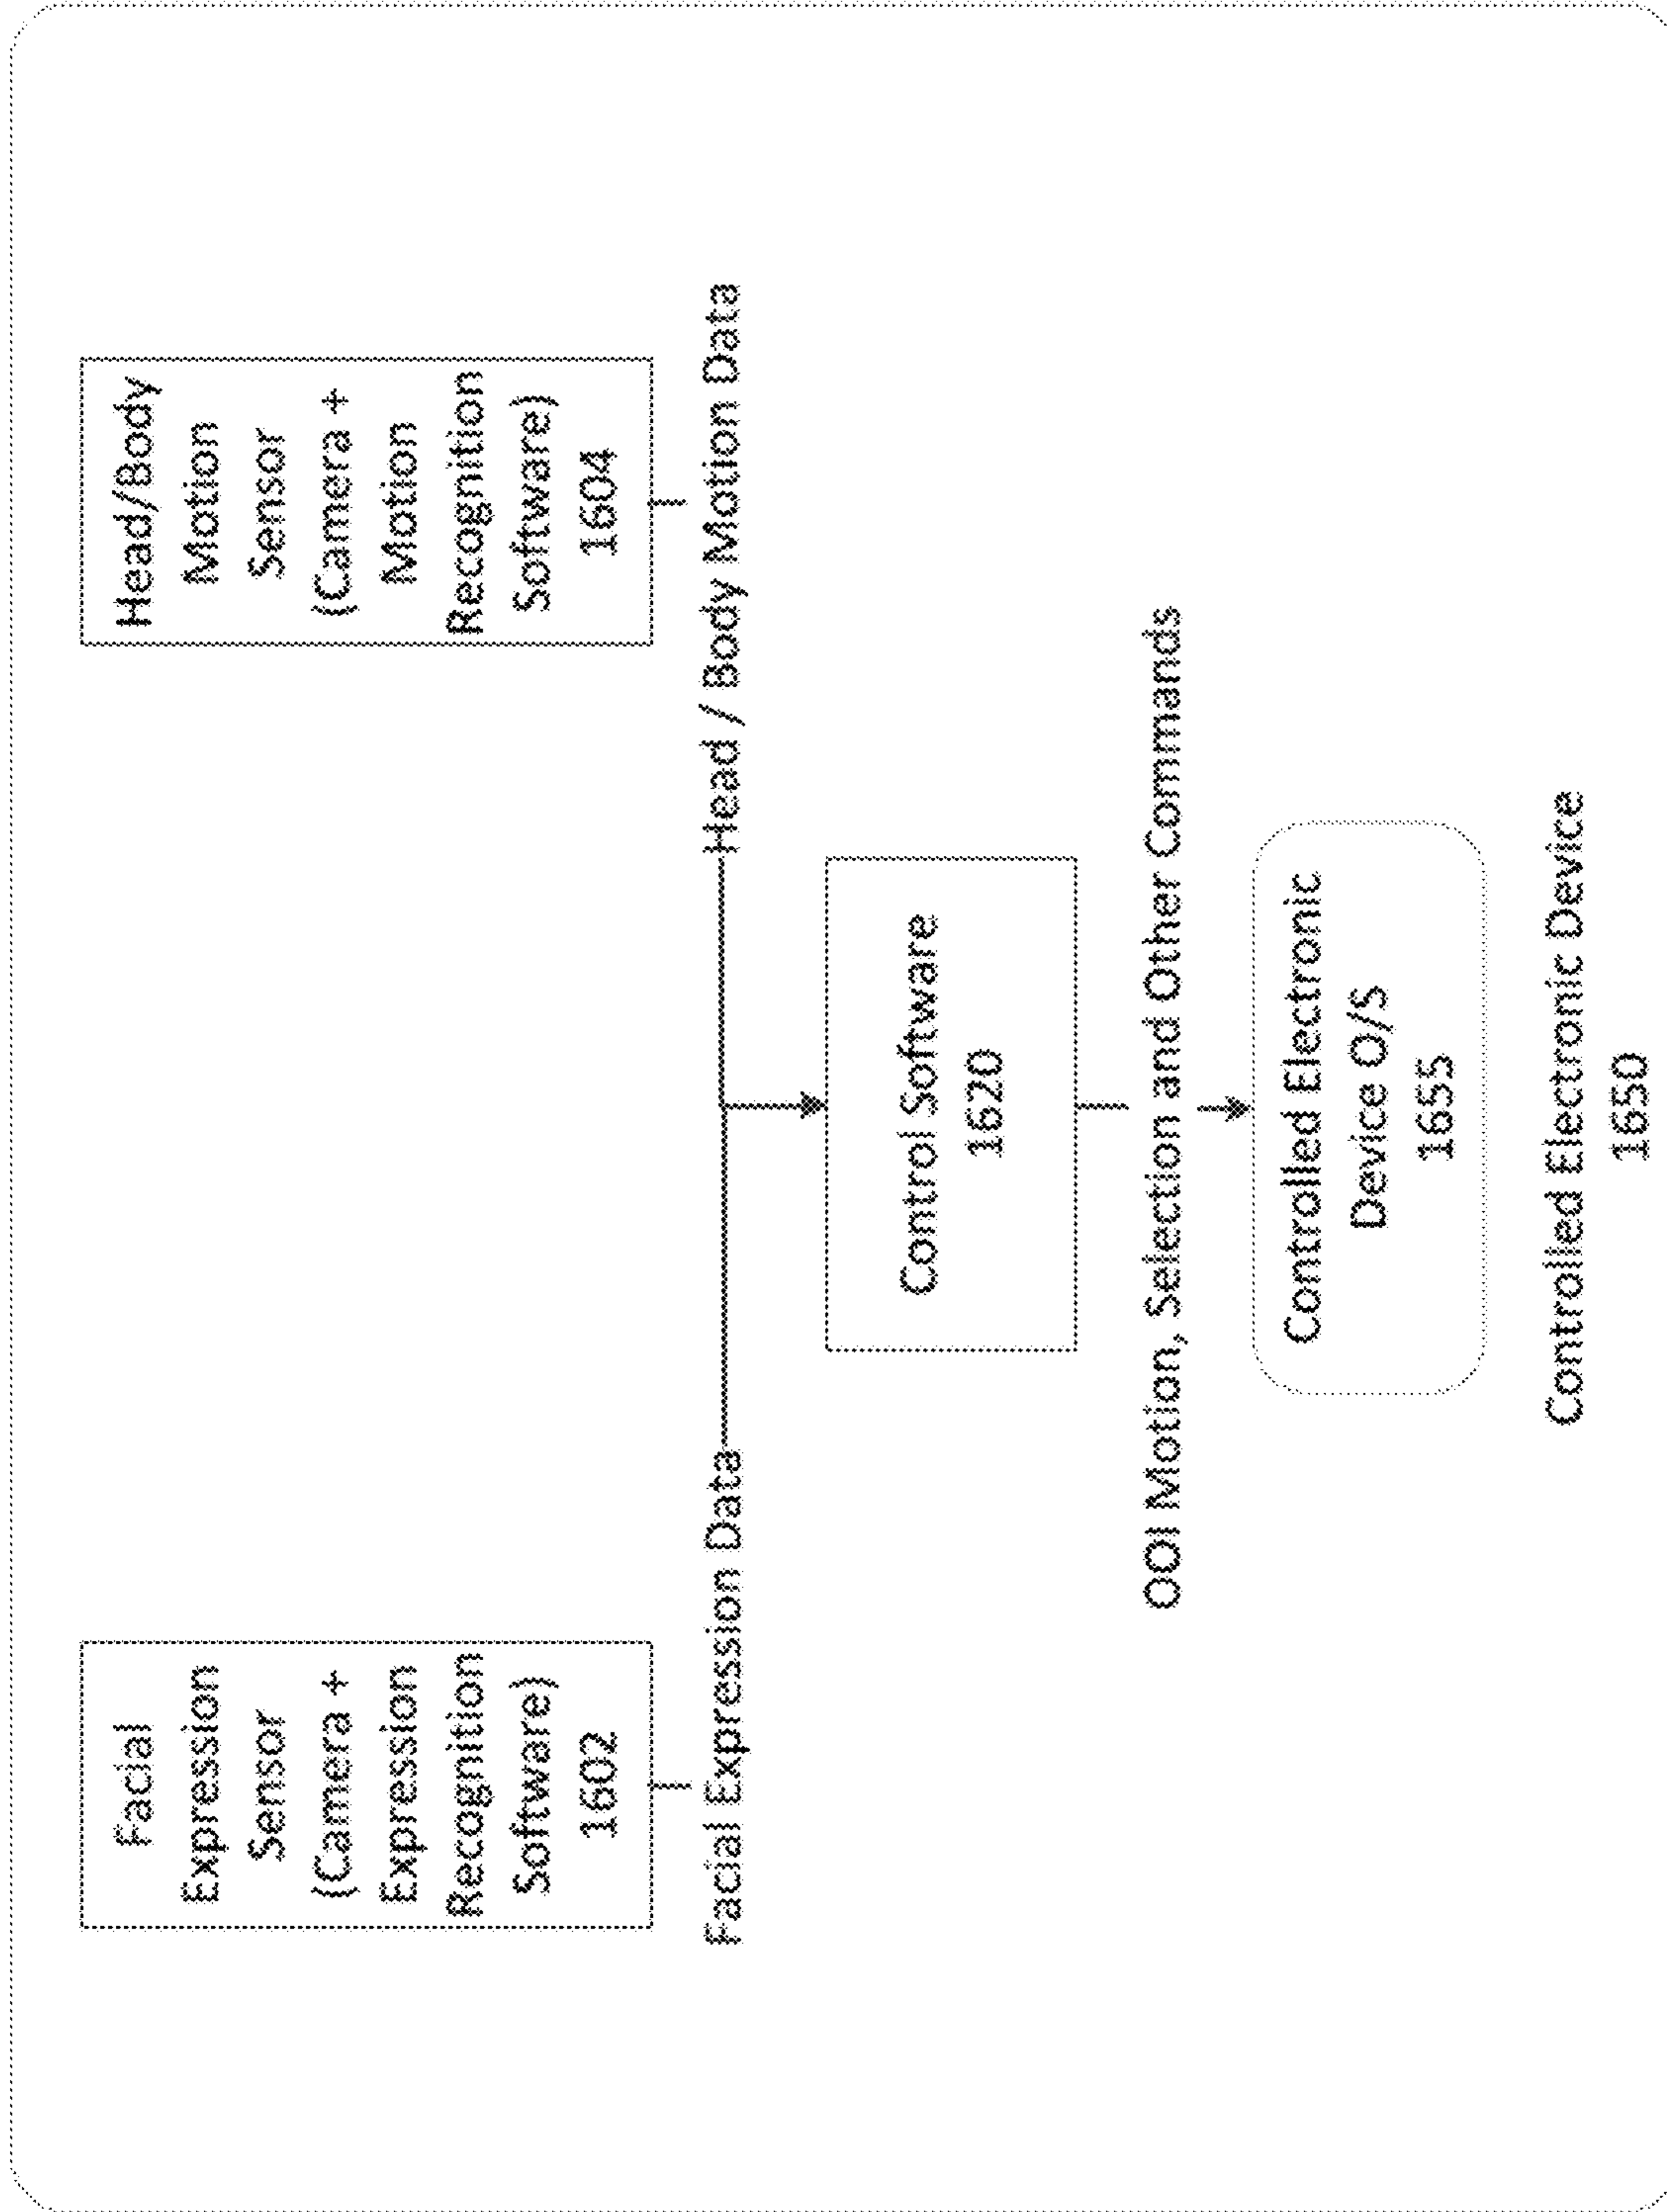 Facial
Expression
Sensor
(Camera +
Expression
Recognition
Software)
1602
Head/Body
Motion
Sensor
(Camera +
Motion
Recognition
Software)
1604
Facial Expression Data
Head / Body Motion Data
Control Software
1620
OOI Motion, Selection and Other Commands
Controlled Electronic
Device O/S
1655
Controlled Electronic Device
1650